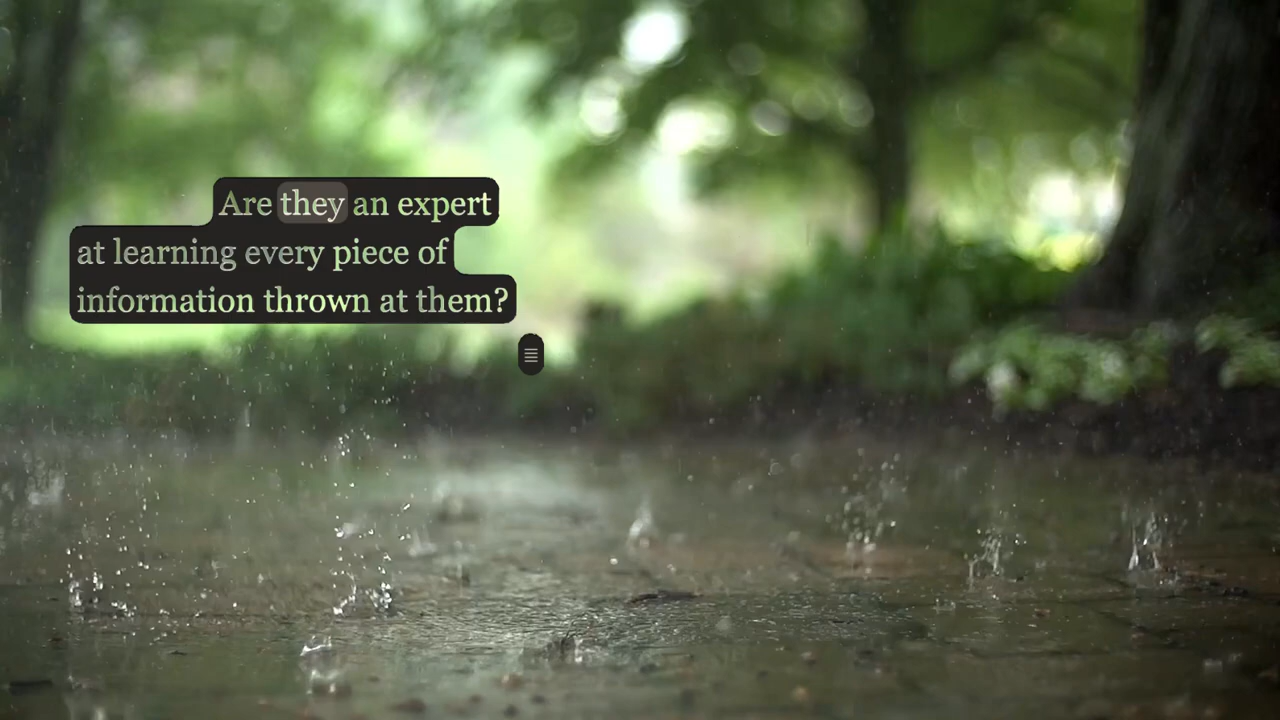 Are they an expert
at learning every piece of
information thrown at them?